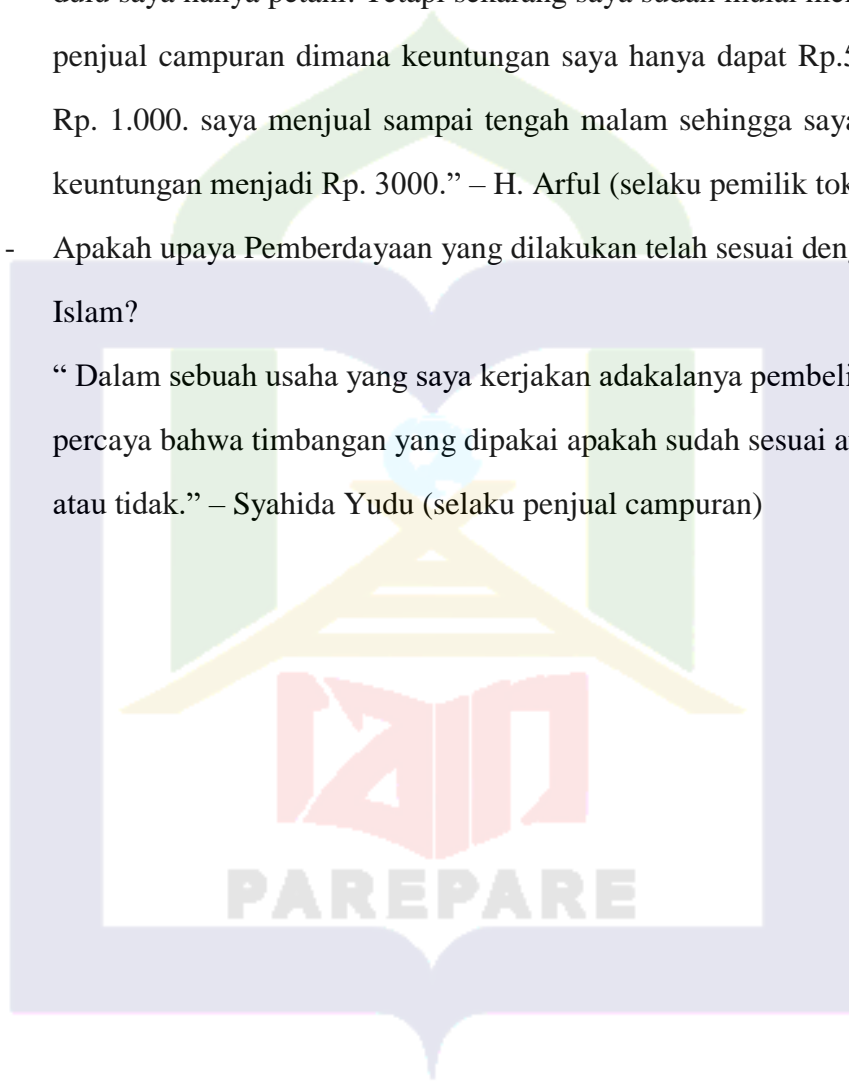 dulu saya hanya petani. Tetapi sekarang saya sudah mulai
penjual campuran dimana keuntungan saya hanya dapat Rp.5
Rp. 1.000. saya menjual sampai tengah malam sehingga saya
keuntungan menjadi Rp. 3000.” – H. Arful (selaku pemilik
- Apakah upaya Pemberdayaan yang dilakukan telah sesuai
Islam?
“ Dalam sebuah usaha yang saya kerjakan adakalanya pembeli
percaya bahwa timbangan yang dipakai apakah sudah sesuai
atau tidak.” – Syahida Yudu (selaku penjual campuran)
iain
PAREPARE